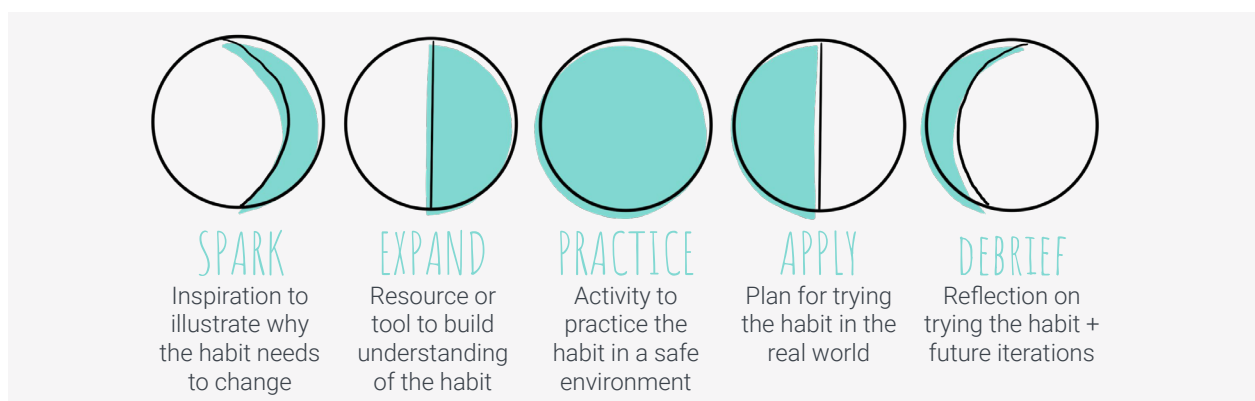 SPARK
Inspiration to
illustrate why
the habit needs
to change
EXPAND
Resource or
tool to build
understanding
of the habit
PRACTICE
Activity to
practice the
habit in a safe
environment
APPLY
Plan for trying
the habit in the
real world
DEBRIEF
Reflection on
trying the habit +
future iterations